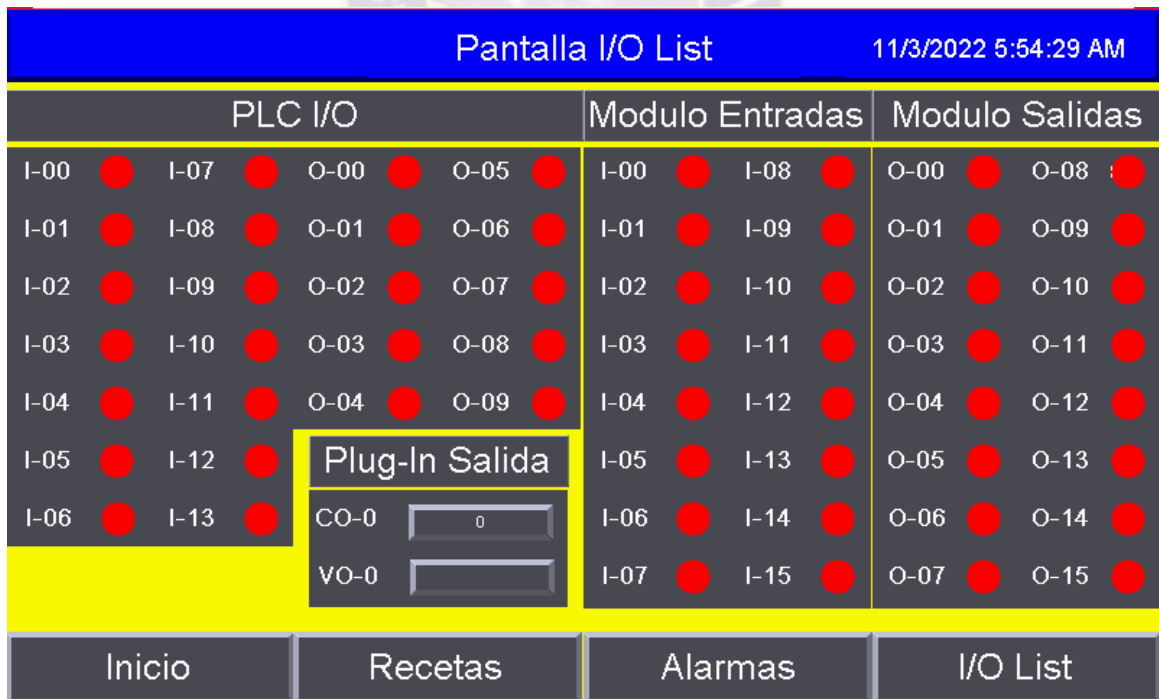 Pantalla I/O List 11/3/2022 5:54:29 AM
PLC I/O Modulo Entradas Modulo Salidas
I-00 I-07 O-00 O-05 I-00 I-08 O-00 O-08
I-01 I-08 O-01 O-06 I-01 I-09 O-01 O-09
I-02 I-09 O-02 O-07 I-02 I-10 O-02 O-10
I-03 I-10 O-03 O-08 I-03 I-11 O-03 O-11
I-04 I-11 O-04 O-09 I-04 I-12 O-04 O-12
I-05 I-12 Plug-In Salida I-05 I-13 O-05 O-13
I-06 I-13 CO-0 0 I-06 I-14 O-06 O-14
VO-0 I-07 I-15 O-07 O-15
Inicio Recetas Alarmas I/O List